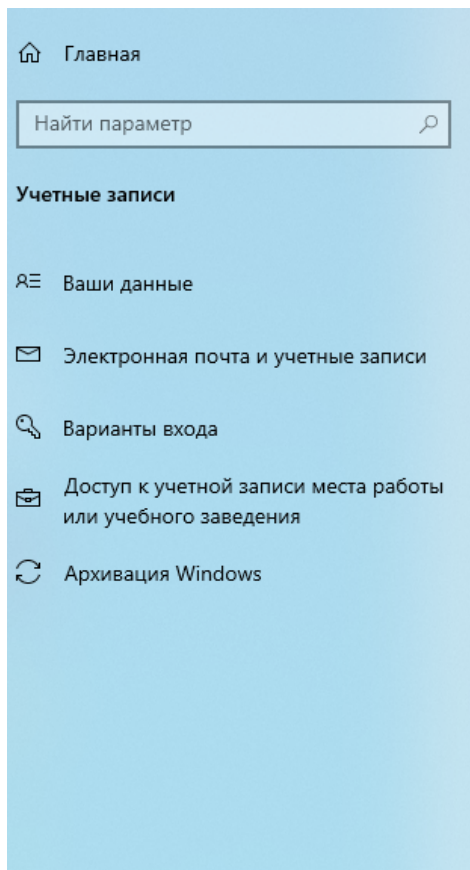 Главная
Найти параметр
Учетные записи
Ваши данные
Электронная почта и учетные записи
Варианты входа
Доступ к учетной записи места работы
или учебного заведения
Архивация Windows